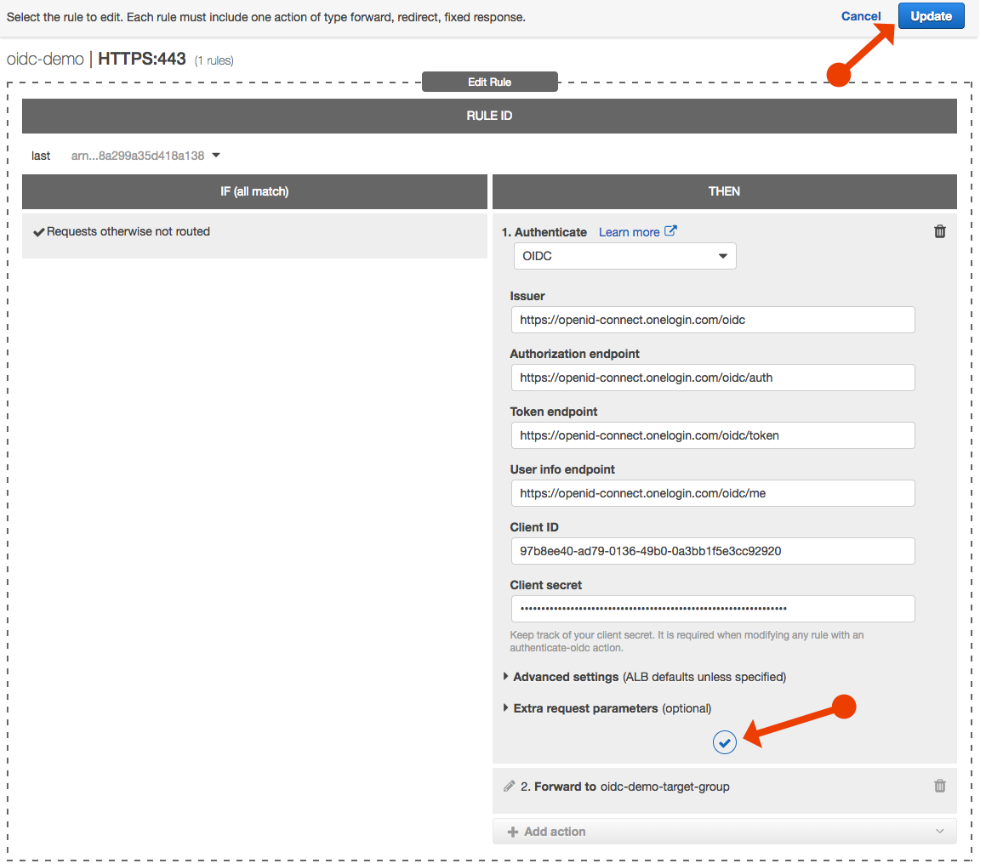 Select the rule to edit. Each rule must include one action of type forward, redirect, fixed response.
Cancel
Update
oidc-demo | HTTPS:443 (1 rules)
Edit Rule
RULE ID
last arn...8a299a35d418a138
IF (all match)
THEN
Requests otherwise not routed
1. Authenticate Learn more
OIDC
Issuer
https://openid-connect.onelogin.com/oidc
Authorization endpoint
https://openid-connect.onelogin.com/oidc/auth
Token endpoint
https://openid-connect.onelogin.com/oidc/token
User info endpoint
https://openid-connect.onelogin.com/oidc/me
Client ID
97b8ee40-ad79-0136-49b0-0a3bb1f5e3cc92920
Client secret
Keep track of your client secret. It is required when modifying any rule with an
authenticate-oidc action.
Advanced settings (ALB defaults unless specified)
Extra request parameters (optional)
2. Forward to oidc-demo-target-group
Add action